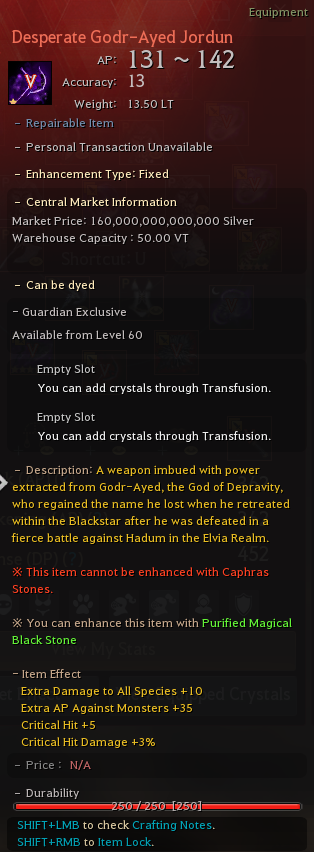 Equipment
Desperate Godr-Ayed Jordun
AP: 131 ~ 142
Accuracy: 13
Weight: 13.50 LT
- Repairable Item
- Personal Transaction Unavailable
- Enhancement Type: Fixed
- Central Market Information
Market Price: 160,000,000,000,000 Silver
Warehouse Capacity : 50.00 VT
- Can be dyed
- Guardian Exclusive
Available from Level 60
Empty Slot
You can add crystals through Transfusion.
Empty Slot
You can add crystals through Transfusion.
- Description: A weapon imbued with power
extracted from Godr-Ayed, the God of Depravity,
who regained the name he lost when he retreated
within the Blackstar after he was defeated in a
fierce battle against Hadum in the Elvia Realm.
※ This item cannot be enhanced with Caphras
Stones.
※ You can enhance this item with Purified Magical
Black Stone
- Item Effect
Extra Damage to All Species +10
Extra AP Against Monsters +35
Critical Hit +5
Critical Hit Damage +3%
- Price : N/A
- Durability
250 / 250 [250]
SHIFT+LMB to check Crafting Notes.
SHIFT+RMB to Item Lock.